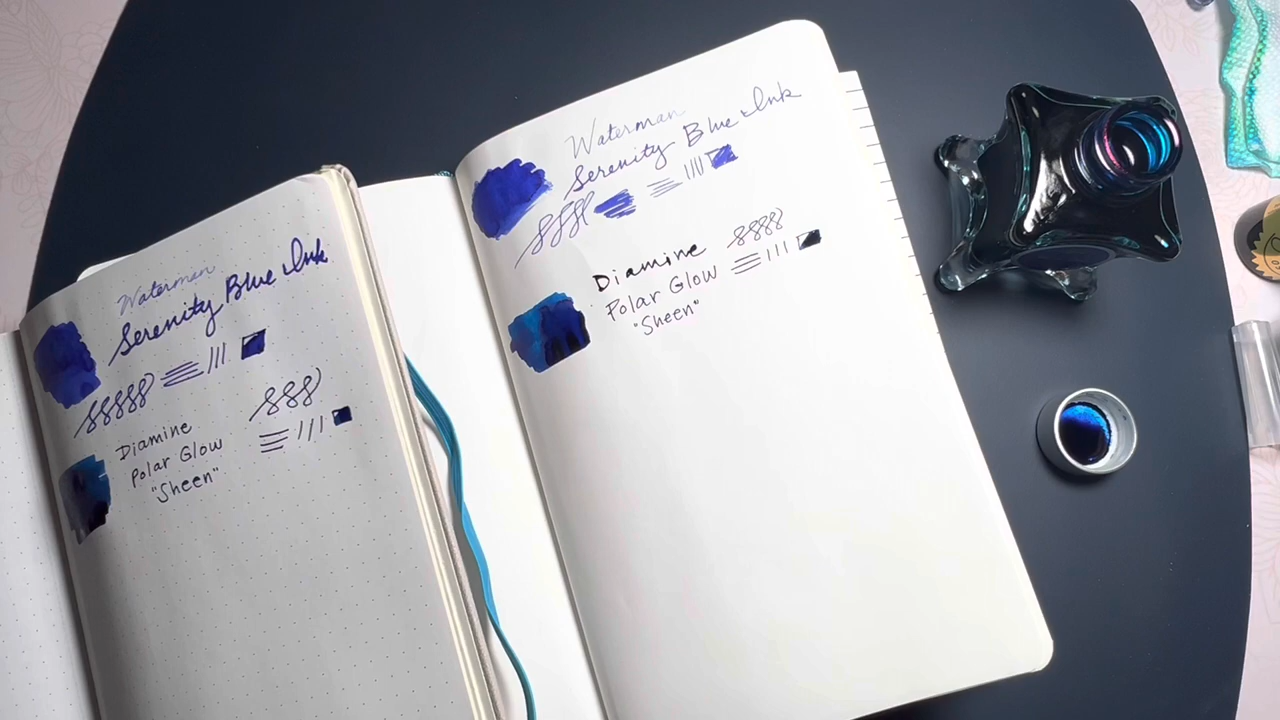 Waterman
Serenity Blue Ink
Diamine
Polar Glow
"Sheen"
Waterman
Serenity Blue Ink
Diamine
Polar Glow
"Sheen"